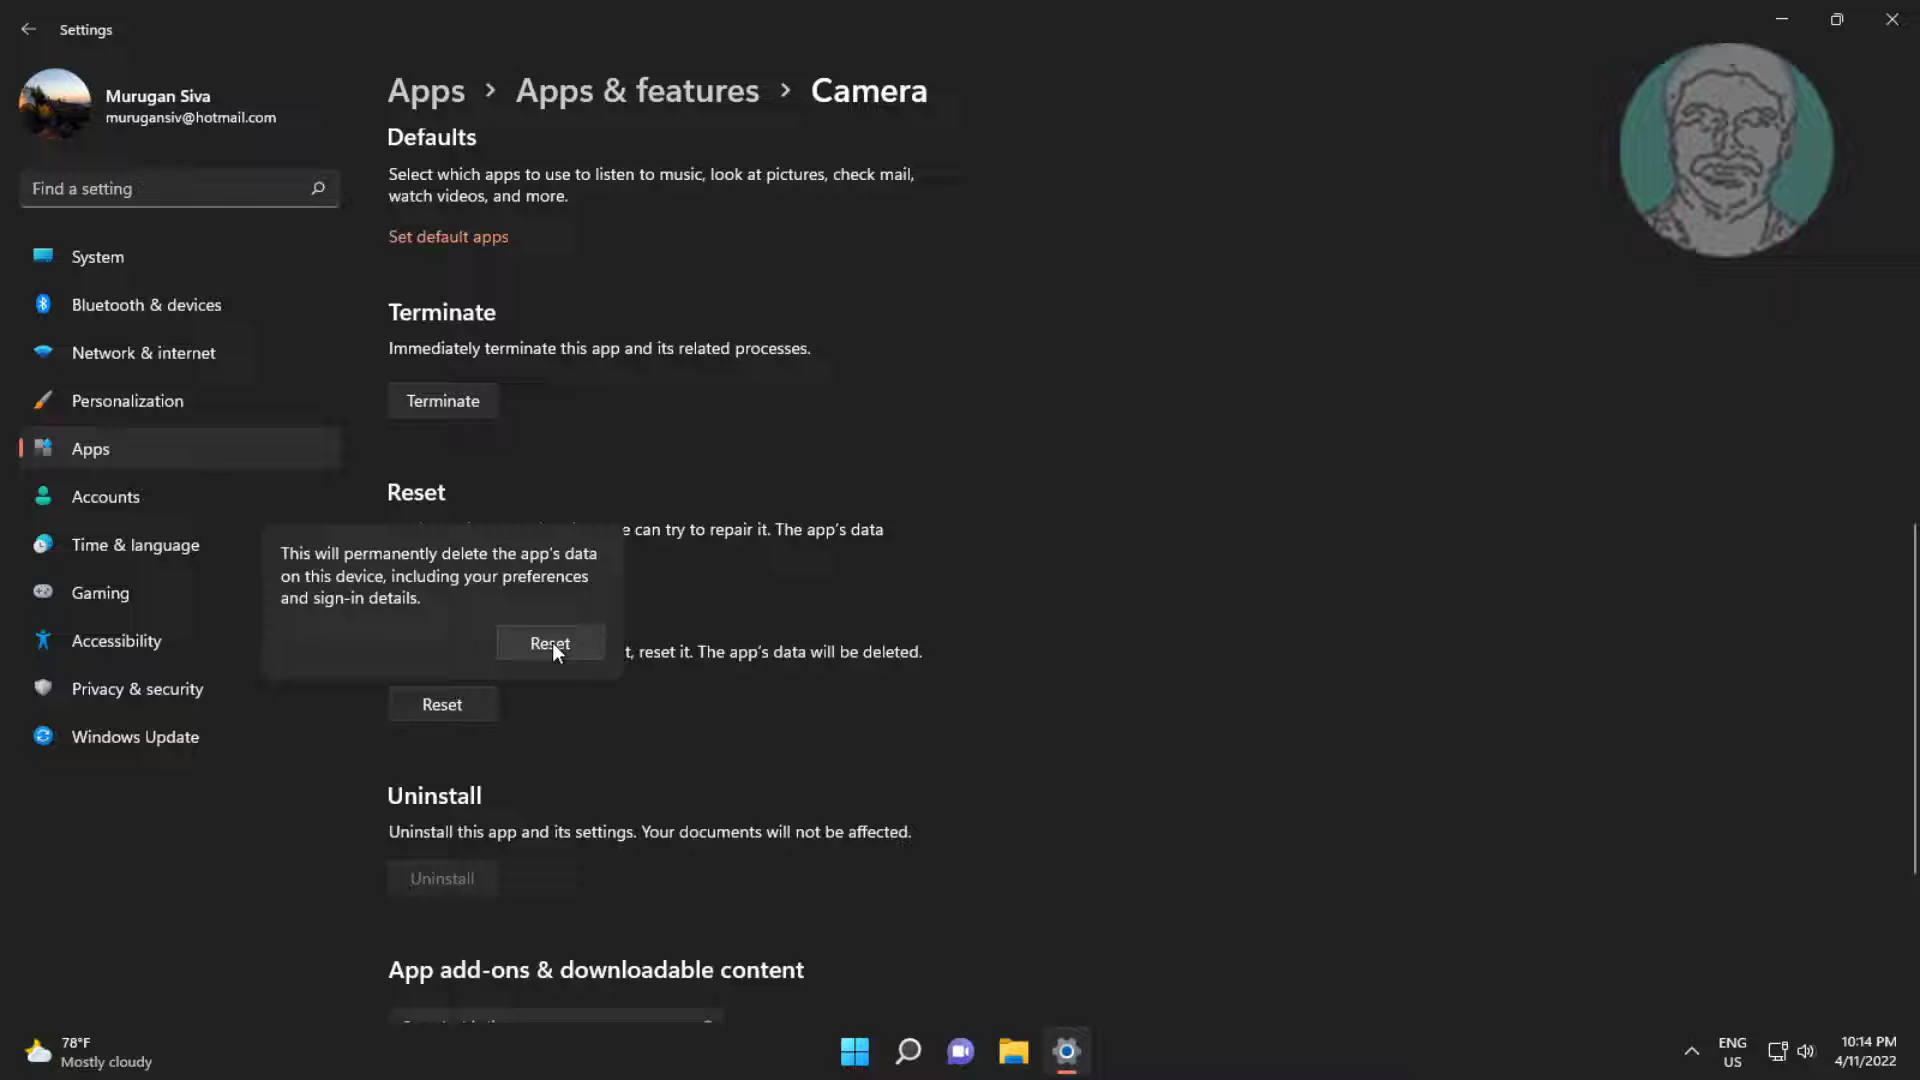 Settings
Murugan Siva
murugansiv@hotmail.com
Find a setting
System
Bluetooth & devices
Network & internet
Personalization
Apps
Accounts
Time & language
Gaming
Accessibility
Privacy & security
Windows Update
Apps > Apps & features > Camera
Defaults
Select which apps to use to listen to music, look at pictures, check mail,
watch videos, and more.
Set default apps
Terminate
Immediately terminate this app and its related processes.
Terminate
Reset
e can try to repair it. The app's data
This will permanently delete the app's data
on this device, including your preferences
and sign-in details.
Reset
t, reset it. The app's data will be deleted.
Reset
Uninstall
Uninstall this app and its settings. Your documents will not be affected.
Uninstall
App add-ons & downloadable content
78°F
Mostly cloudy
ENG
US
10:14 PM
4/11/2022